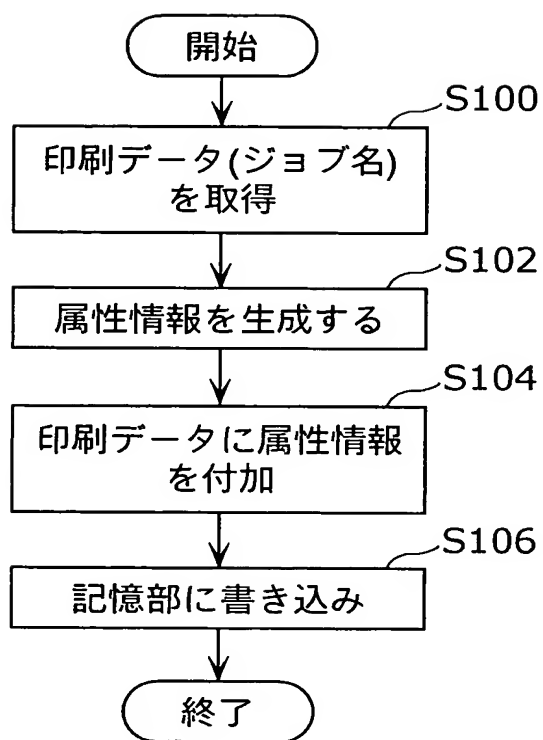 開始
S100
印刷データ(ジョブ名)
を取得
S102
属性情報を生成する
S104
印刷データに属性情報
を付加
S106
記憶部に書き込み
終了